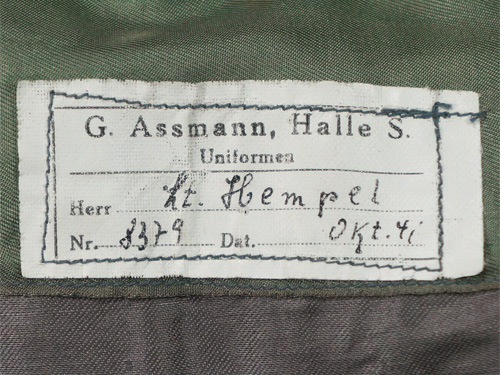 G. Assmann, Halle S.
Uniformen
Herr Lt. Hempel
Nr. 8379 Dat. Okt. 41